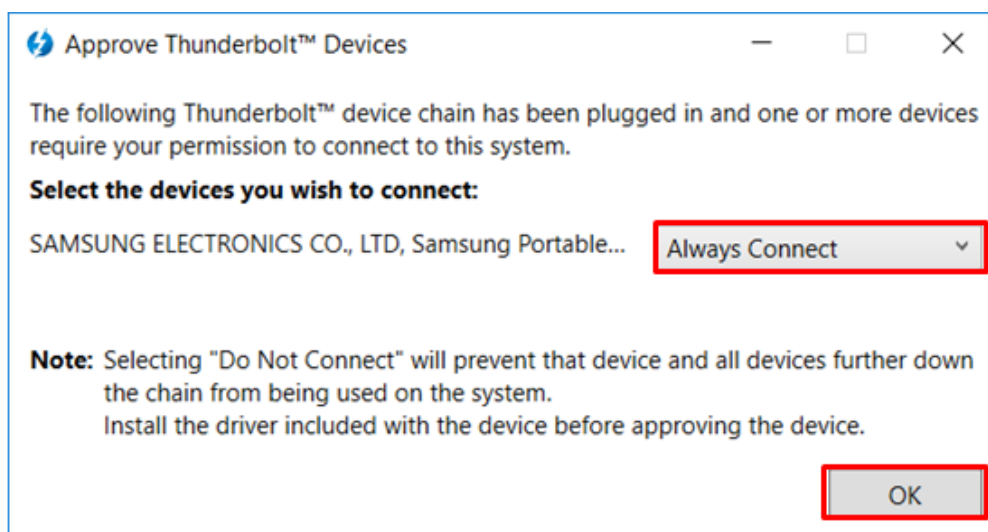 Approve Thunderbolt™ Devices
The following Thunderbolt™ device chain has been plugged in and one or more devices
require your permission to connect to this system.
Select the devices you wish to connect:
SAMSUNG ELECTRONICS CO., LTD, Samsung Portable...
Always Connect
Note: Selecting "Do Not Connect" will prevent that device and all devices further down
the chain from being used on the system.
Install the driver included with the device before approving the device.
OK